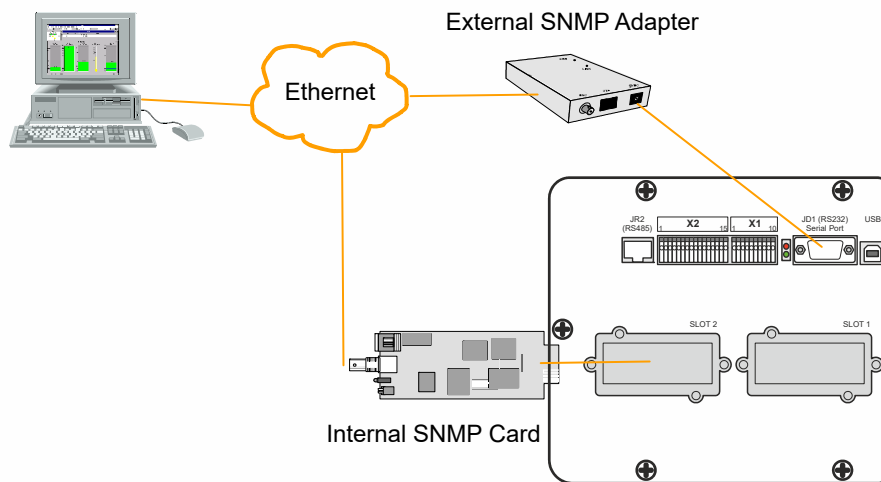 External SNMP Adapter
Ethernet
JR2
(RS485)
X2
1 15
X1
1 10
JD1 (RS232)
Serial Port
USB
SLOT 2
SLOT 1
Internal SNMP Card